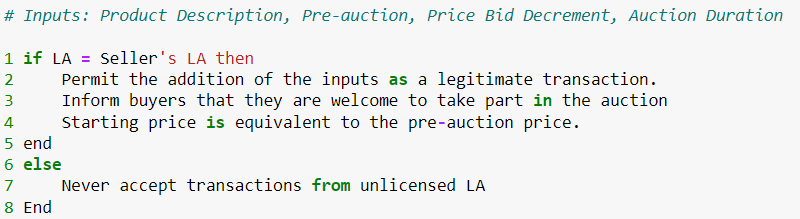 # Inputs: Product Description, Pre-auction, Price Bid Decrement, Auction Duration
1 if LA = Seller's LA then
2 Permit the addition of the inputs as a legitimate transaction.
3 Inform buyers that they are welcome to take part in the auction
4 Starting price is equivalent to the pre-auction price.
5 end
6 else
7 Never accept transactions from unlicensed LA
8 End